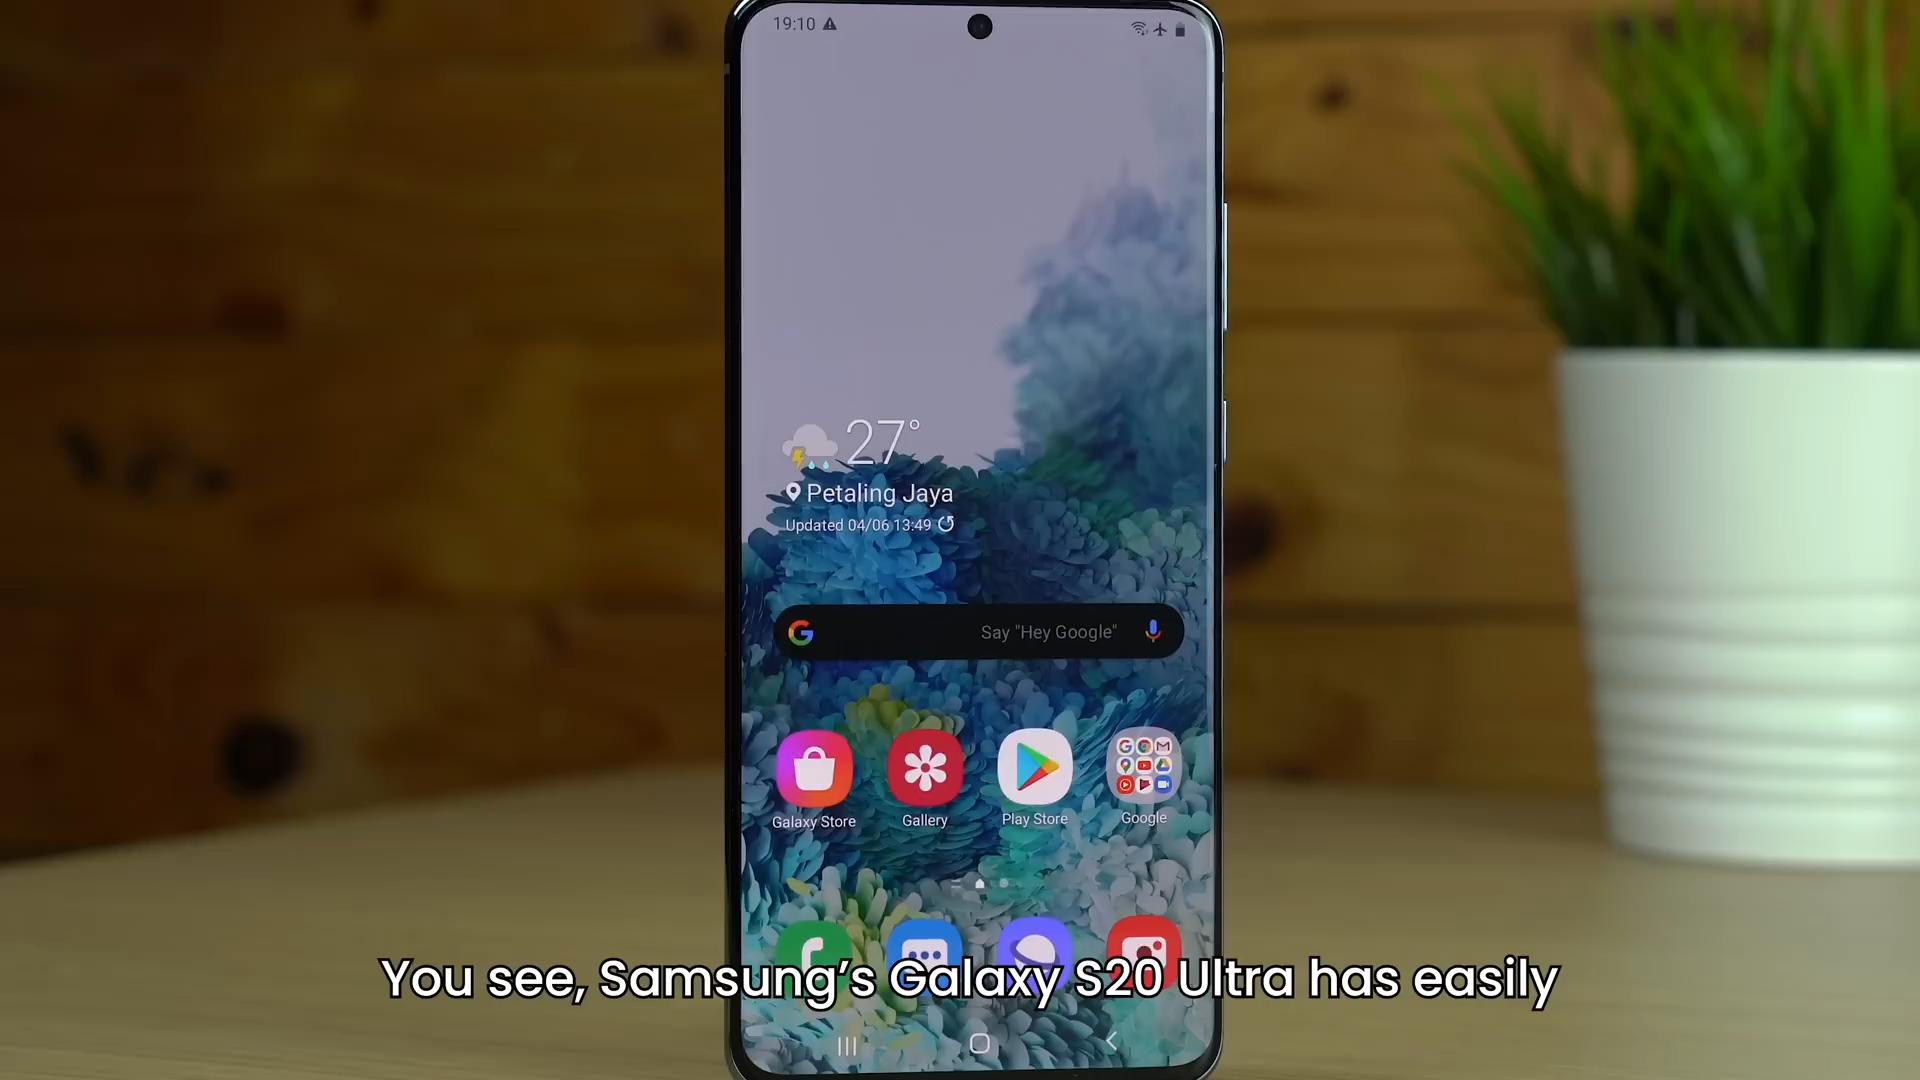 19:10
27°
Petaling Jaya
Updated 04/06 13:49
Say "Hey Google"
Galaxy Store
Gallery
Play Store
Google
You see, Samsung’s Galaxy S20 Ultra has easily